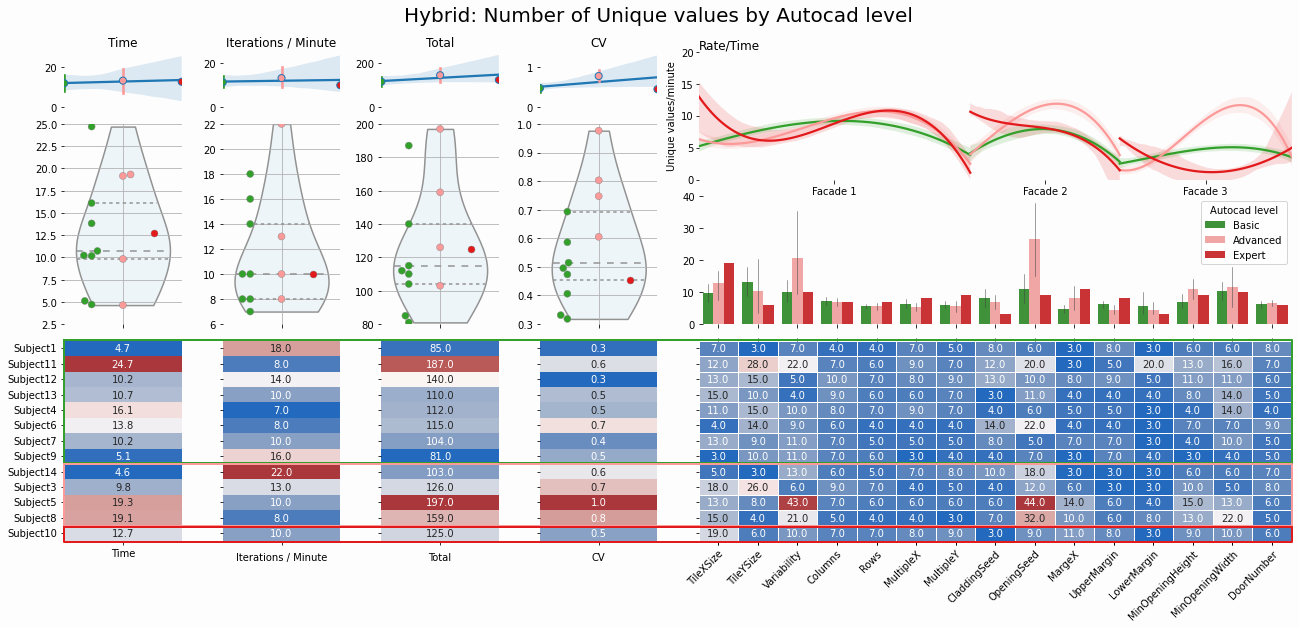 Hybrid: Number of Unique values by Autocad level
Time Iterations / Minute Total CV Rate/Time
20 0
20 0
200 0
1 0
Unique values/minute
20 15 10 5 0
Facade 1 Facade 2 Facade 3
25.0 22.5 20.0 17.5 15.0 12.5 10.0 7.5 5.0 2.5
22 20 18 16 14 12 10 8 6
200 180 160 140 120 100 80
1.0 0.9 0.8 0.7 0.6 0.5 0.4 0.3
40 30 20 10 0
Autocad level
Basic
Advanced
Expert
Subject1 4.7 18.0 85.0 0.3 7.0 3.0 7.0 4.0 4.0 7.0 5.0 8.0 6.0 3.0 8.0 3.0 6.0 6.0 8.0
Subject11 24.7 8.0 187.0 0.6 12.0 28.0 22.0 7.0 6.0 9.0 7.0 12.0 20.0 3.0 5.0 20.0 13.0 16.0 7.0
Subject12 10.2 14.0 140.0 0.3 13.0 15.0 5.0 10.0 7.0 8.0 9.0 13.0 10.0 8.0 9.0 5.0 11.0 11.0 6.0
Subject13 10.7 10.0 110.0 0.5 15.0 10.0 4.0 9.0 6.0 6.0 7.0 3.0 11.0 4.0 4.0 3.0 8.0 14.0 5.0
Subject4 16.1 7.0 112.0 0.5 11.0 15.0 10.0 8.0 7.0 9.0 7.0 4.0 6.0 5.0 5.0 3.0 4.0 14.0 4.0
Subject6 13.8 8.0 115.0 0.7 4.0 14.0 9.0 6.0 4.0 4.0 4.0 14.0 22.0 4.0 4.0 3.0 7.0 7.0 9.0
Subject7 10.2 10.0 104.0 0.4 13.0 9.0 11.0 7.0 5.0 5.0 5.0 8.0 5.0 7.0 7.0 3.0 4.0 10.0 5.0
Subject9 5.1 16.0 81.0 0.5 3.0 10.0 11.0 7.0 6.0 3.0 4.0 4.0 7.0 3.0 7.0 4.0 3.0 4.0 5.0
Subject14 4.6 22.0 103.0 0.6 5.0 3.0 13.0 6.0 5.0 7.0 8.0 10.0 18.0 3.0 3.0 3.0 6.0 6.0 7.0
Subject3 9.8 13.0 126.0 0.7 18.0 26.0 6.0 9.0 7.0 4.0 5.0 4.0 12.0 6.0 3.0 3.0 10.0 5.0 8.0
Subject5 19.3 10.0 197.0 1.0 13.0 8.0 43.0 7.0 6.0 6.0 6.0 6.0 44.0 14.0 6.0 4.0 15.0 13.0 6.0
Subject8 19.1 8.0 159.0 0.8 15.0 4.0 21.0 5.0 4.0 4.0 3.0 7.0 32.0 10.0 6.0 8.0 13.0 22.0 5.0
Subject10 12.7 10.0 125.0 0.5 19.0 6.0 10.0 7.0 7.0 8.0 9.0 3.0 9.0 11.0 8.0 3.0 9.0 10.0 6.0
Time Iterations / Minute Total CV
TileXSize TileYSize Variability Columns Rows MultipleX MultipleY CladdingSeed OpeningSeed MargeX UpperMargin LowerMargin MinOpeningHeight MinOpeningWidth DoorNumber